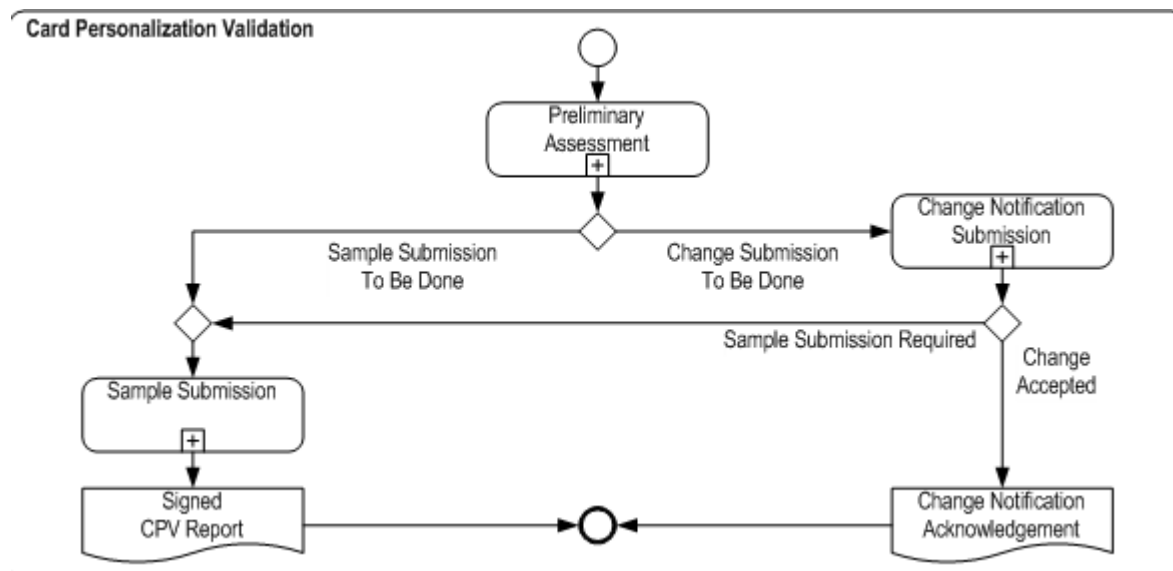 Card Personalization Validation
Preliminary
Assessment
+
Change Notification
Submission
+
Sample Submission
To Be Done
Change Submission
To Be Done
Sample Submission Required
Change
Accepted
Sample Submission
+
Signed
CPV Report
Change Notification
Acknowledgement